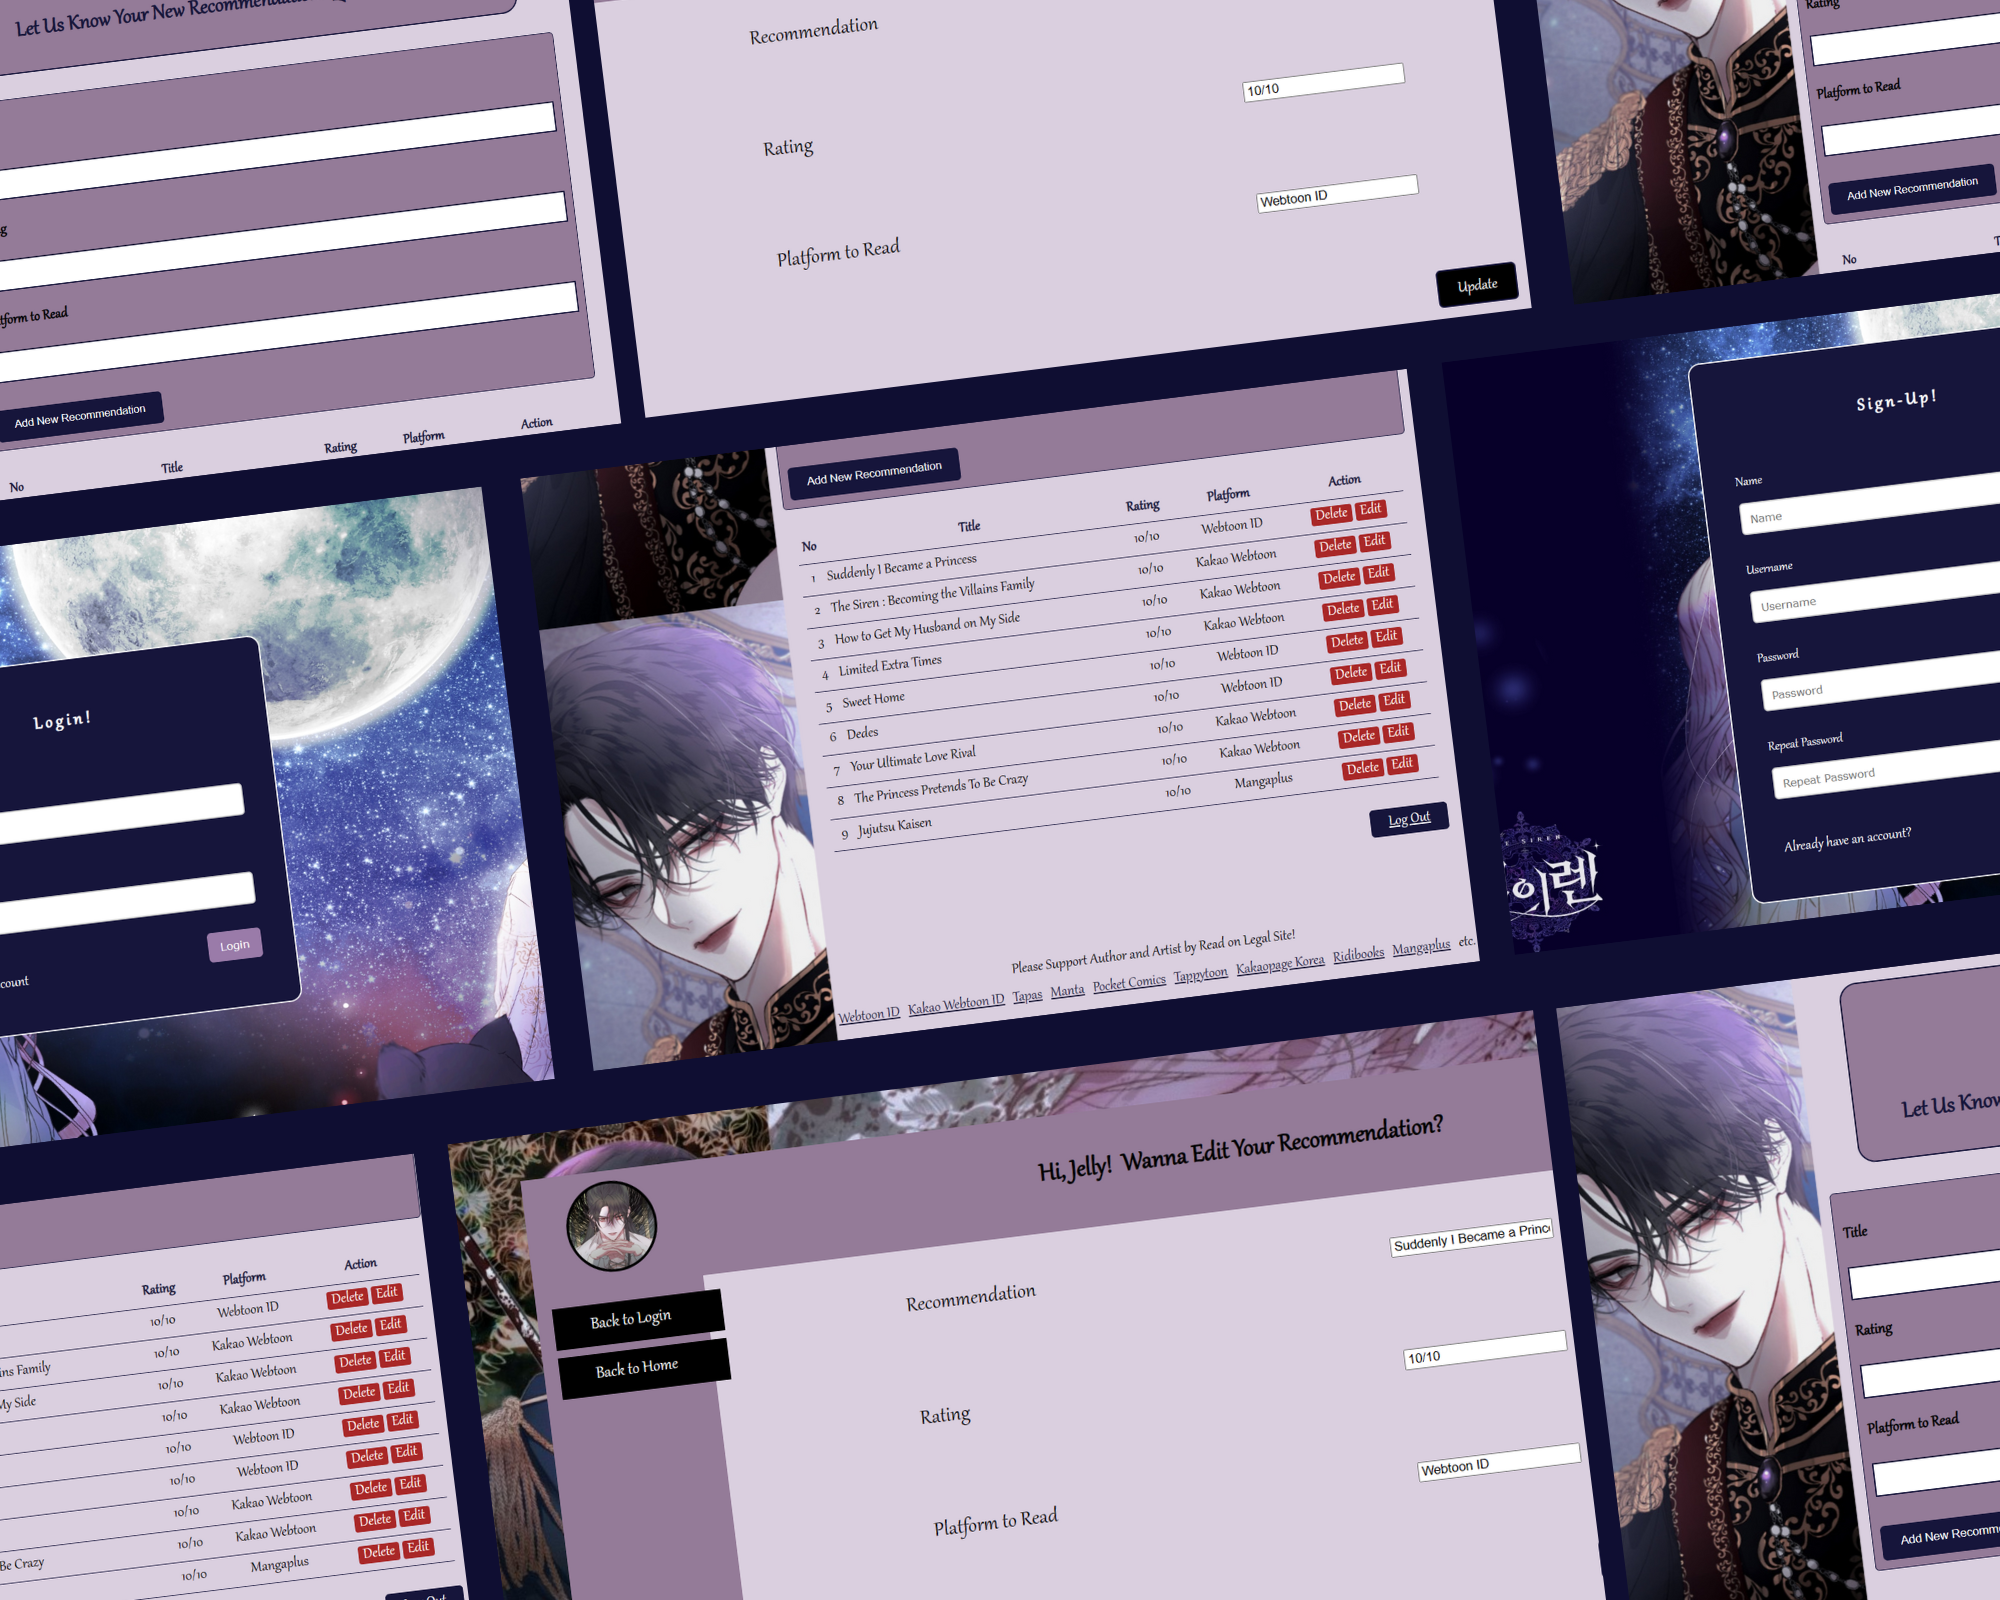 Let Us Know Your New
g
tform to Read
Add New Recommendation
No Title Rating Platform Action
Recommendation
10/10
Rating
Webtoon ID
Platform to Read
Update
Rating
Platform to Read
Add New Recommendation
No
Login!
Login
count
Add New Recommendation
No Title Rating Platform Action
1 Suddenly I Became a Princess 10/10 Webtoon ID Delete Edit
2 The Siren : Becoming the Villains Family 10/10 Kakao Webtoon Delete Edit
3 How to Get My Husband on My Side 10/10 Kakao Webtoon Delete Edit
4 Limited Extra Times 10/10 Kakao Webtoon Delete Edit
5 Sweet Home 10/10 Webtoon ID Delete Edit
6 Dedes 10/10 Webtoon ID Delete Edit
7 Your Ultimate Love Rival 10/10 Kakao Webtoon Delete Edit
8 The Princess Pretends To Be Crazy 10/10 Kakao Webtoon Delete Edit
9 Jujutsu Kaisen 10/10 Mangaplus Delete Edit
Log Out
Please Support Author and Artist by Read on Legal Site!
Webtoon ID Kakao Webtoon ID Tapas Manta Pocket Comics Tappytoon Kakaopage Korea Ridibooks Mangaplus etc.
Sign-Up!
Name
Name
Username
Username
Password
Password
Repeat Password
Repeat Password
Already have an account?
이렌
Rating Platform Action
10/10 Webtoon ID Delete Edit
ins Family 10/10 Kakao Webtoon Delete Edit
My Side 10/10 Kakao Webtoon Delete Edit
10/10 Kakao Webtoon Delete Edit
10/10 Webtoon ID Delete Edit
10/10 Webtoon ID Delete Edit
10/10 Kakao Webtoon Delete Edit
Be Crazy 10/10 Kakao Webtoon Delete Edit
10/10 Mangaplus Delete Edit
Hi, Jelly! Wanna Edit Your Recommendation?
Back to Login
Back to Home
Suddenly I Became a Princ
Recommendation
10/10
Rating
Webtoon ID
Platform to Read
Let Us Know
Title
Rating
Platform to Read
Add New Recomm